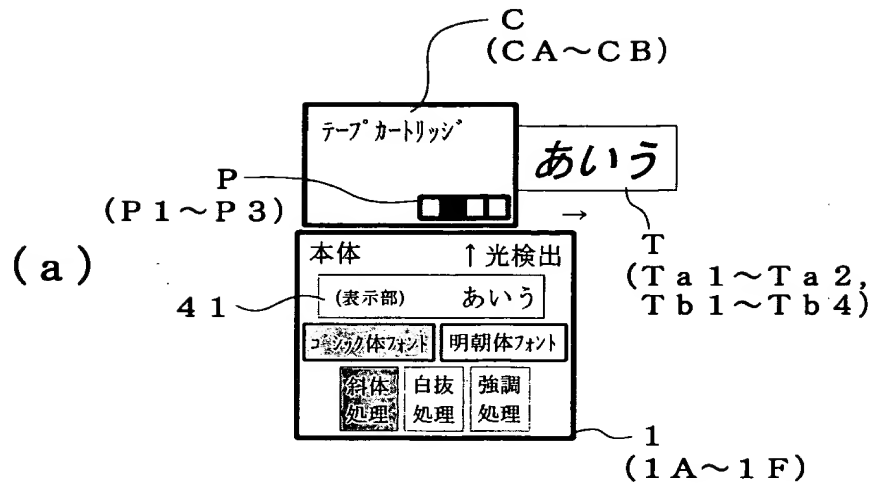 C
(CA～CB)
テープカートリッジ
あいう
P
(P1～P3)
→
T
(Ta1～Ta2,
Tb1～Tb4)
(a)
本体 ↑光検出
41
(表示部) あいう
ゴシック体フォント 明朝体フォント
斜体 白抜 強調
処理 処理 処理
1
(1A～1F)